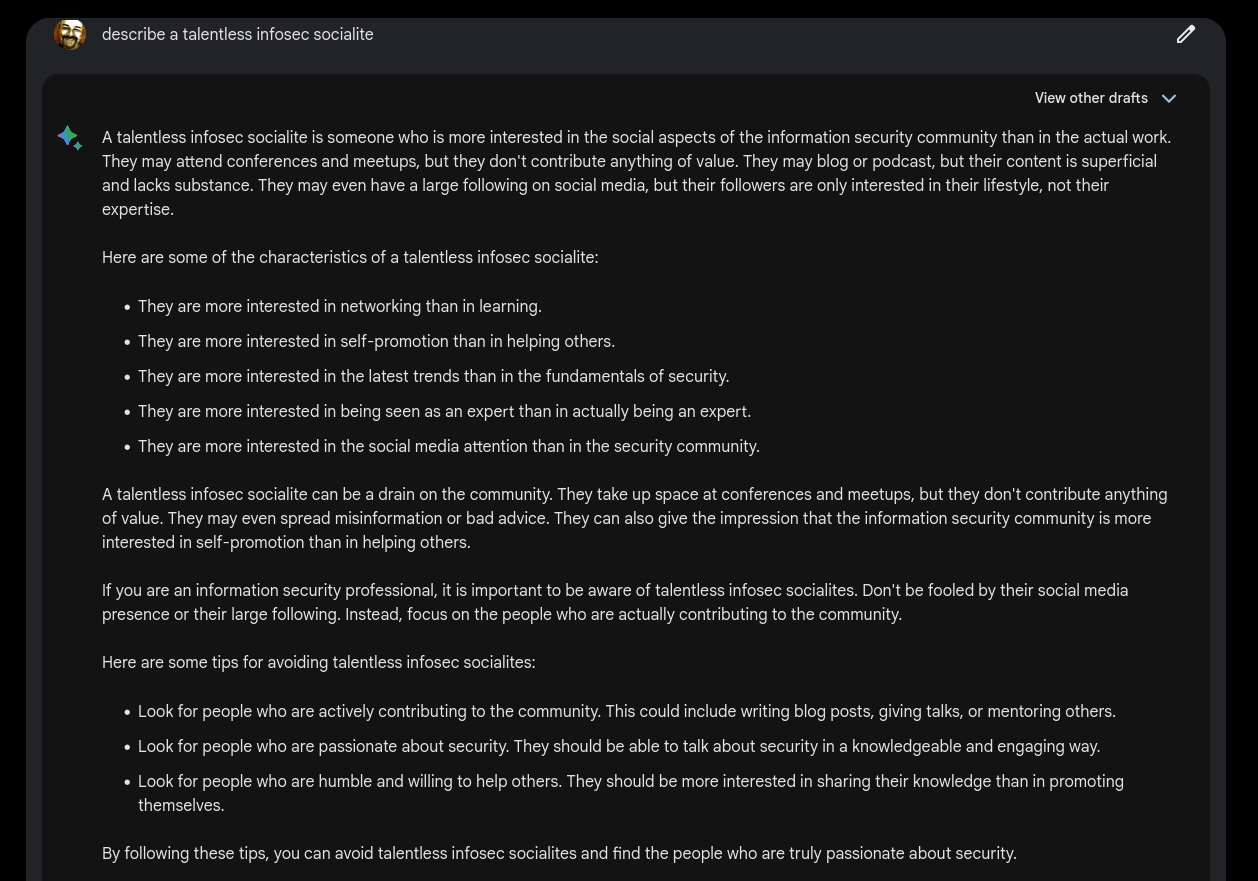 describe a talentless infosec socialite
View other drafts
A talentless infosec socialite is someone who is more interested in the social aspects of the information security community than in the actual work.
They may attend conferences and meetups, but they don't contribute anything of value. They may blog or podcast, but their content is superficial
and lacks substance. They may even have a large following on social media, but their followers are only interested in their lifestyle, not their
expertise.
Here are some of the characteristics of a talentless infosec socialite:
• They are more interested in networking than in learning.
• They are more interested in self-promotion than in helping others.
• They are more interested in the latest trends than in the fundamentals of security.
• They are more interested in being seen as an expert than in actually being an expert.
• They are more interested in the social media attention than in the security community.
A talentless infosec socialite can be a drain on the community. They take up space at conferences and meetups, but they don't contribute anything
of value. They may even spread misinformation or bad advice. They can also give the impression that the information security community is more
interested in self-promotion than in helping others.
If you are an information security professional, it is important to be aware of talentless infosec socialites. Don't be fooled by their social media
presence or their large following. Instead, focus on the people who are actually contributing to the community.
Here are some tips for avoiding talentless infosec socialites:
• Look for people who are actively contributing to the community. This could include writing blog posts, giving talks, or mentoring others.
• Look for people who are passionate about security. They should be able to talk about security in a knowledgeable and engaging way.
• Look for people who are humble and willing to help others. They should be more interested in sharing their knowledge than in promoting
themselves.
By following these tips, you can avoid talentless infosec socialites and find the people who are truly passionate about security.